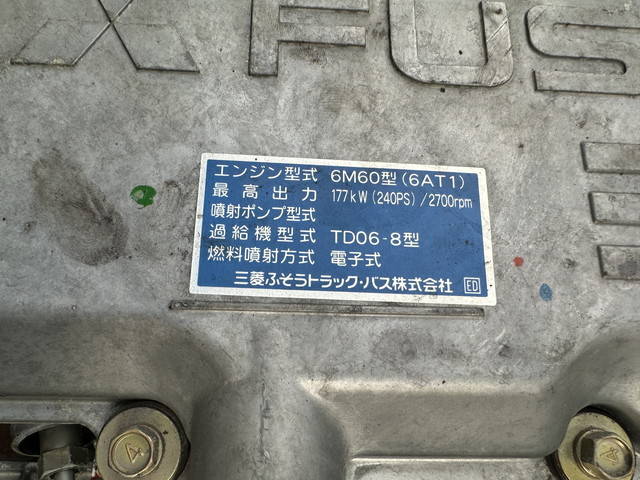 FUS
エンジン型式 6M60型(6AT1)
最高出力 177kW(240PS)/2700rpm
噴射ポンプ型式
過給機型式 TD06-8型
燃料噴射方式 電子式
三菱ふそうトラック・バス株式会社 ED
4
4